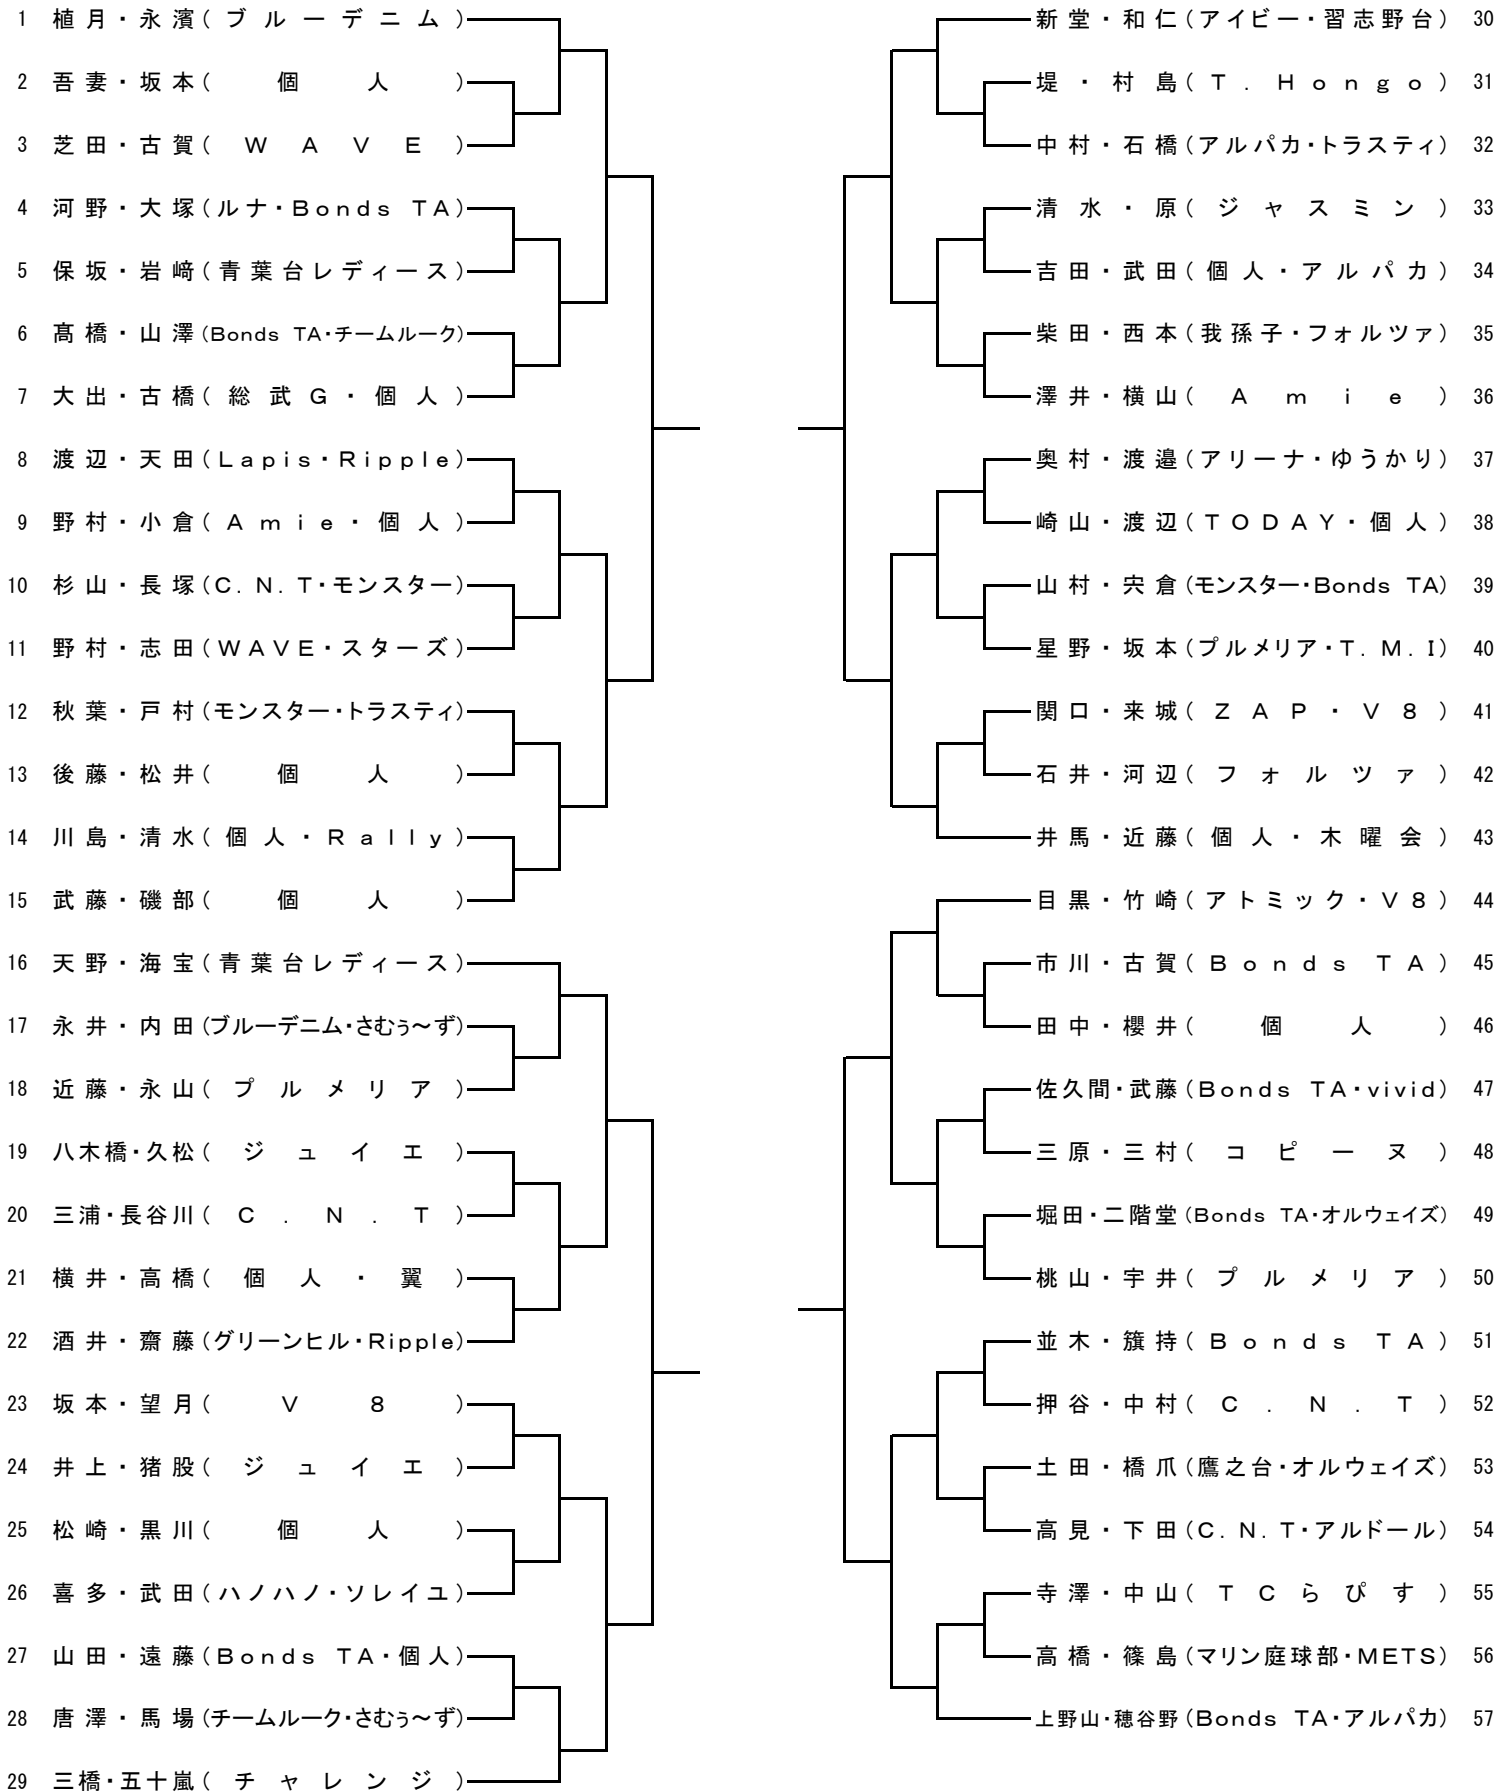 1 植月・永濱(ブルーデニム)
2 吾妻・坂本(個人)
3 芝田・古賀(WAVE)
4 河野・大塚(ルナ・Bonds TA)
5 保坂・岩﨑(青葉台レディース)
6 髙橋・山澤(Bonds TA・チームルーク)
7 大出・古橋(総武G・個人)
8 渡辺・天田(Lapis・Ripple)
9 野村・小倉(Amie・個人)
10 杉山・長塚(C.N.T・モンスター)
11 野村・志田(WAVE・スターズ)
12 秋葉・戸村(モンスター・トラスティ)
13 後藤・松井(個人)
14 川島・清水(個人・Rally)
15 武藤・磯部(個人)
16 天野・海宝(青葉台レディース)
17 永井・内田(ブルーデニム・さむぅ～ず)
18 近藤・永山(プルメリア)
19 八木橋・久松(ジュイエ)
20 三浦・長谷川(C.N.T)
21 横井・高橋(個人・翼)
22 酒井・齋藤(グリーンヒル・Ripple)
23 坂本・望月(V8)
24 井上・猪股(ジュイエ)
25 松崎・黒川(個人)
26 喜多・武田(ハノハノ・ソレイユ)
27 山田・遠藤(Bonds TA・個人)
28 唐澤・馬場(チームルーク・さむぅ～ず)
29 三橋・五十嵐(チャレンジ)
新堂・和仁(アイビー・習志野台) 30
堤・村島(T.Hongo) 31
中村・石橋(アルパカ・トラスティ) 32
清水・原(ジャスミン) 33
吉田・武田(個人・アルパカ) 34
柴田・西本(我孫子・フォルツァ) 35
澤井・横山(Amie) 36
奥村・渡邉(アリーナ・ゆうかり) 37
崎山・渡辺(TODAY・個人) 38
山村・宍倉(モンスター・Bonds TA) 39
星野・坂本(プルメリア・T.M.I) 40
関口・来城(ZAP・V8) 41
石井・河辺(フォルツァ) 42
井馬・近藤(個人・木曜会) 43
目黒・竹崎(アトミック・V8) 44
市川・古賀(Bonds TA) 45
田中・櫻井(個人) 46
佐久間・武藤(Bonds TA・vivid) 47
三原・三村(コピーヌ) 48
堀田・二階堂(Bonds TA・オルウェイズ) 49
桃山・宇井(プルメリア) 50
並木・籏持(Bonds TA) 51
押谷・中村(C.N.T) 52
土田・橋爪(鷹之台・オルウェイズ) 53
高見・下田(C.N.T・アルドール) 54
寺澤・中山(TCらぴす) 55
高橋・篠島(マリン庭球部・METS) 56
上野山・穂谷野(Bonds TA・アルパカ) 57